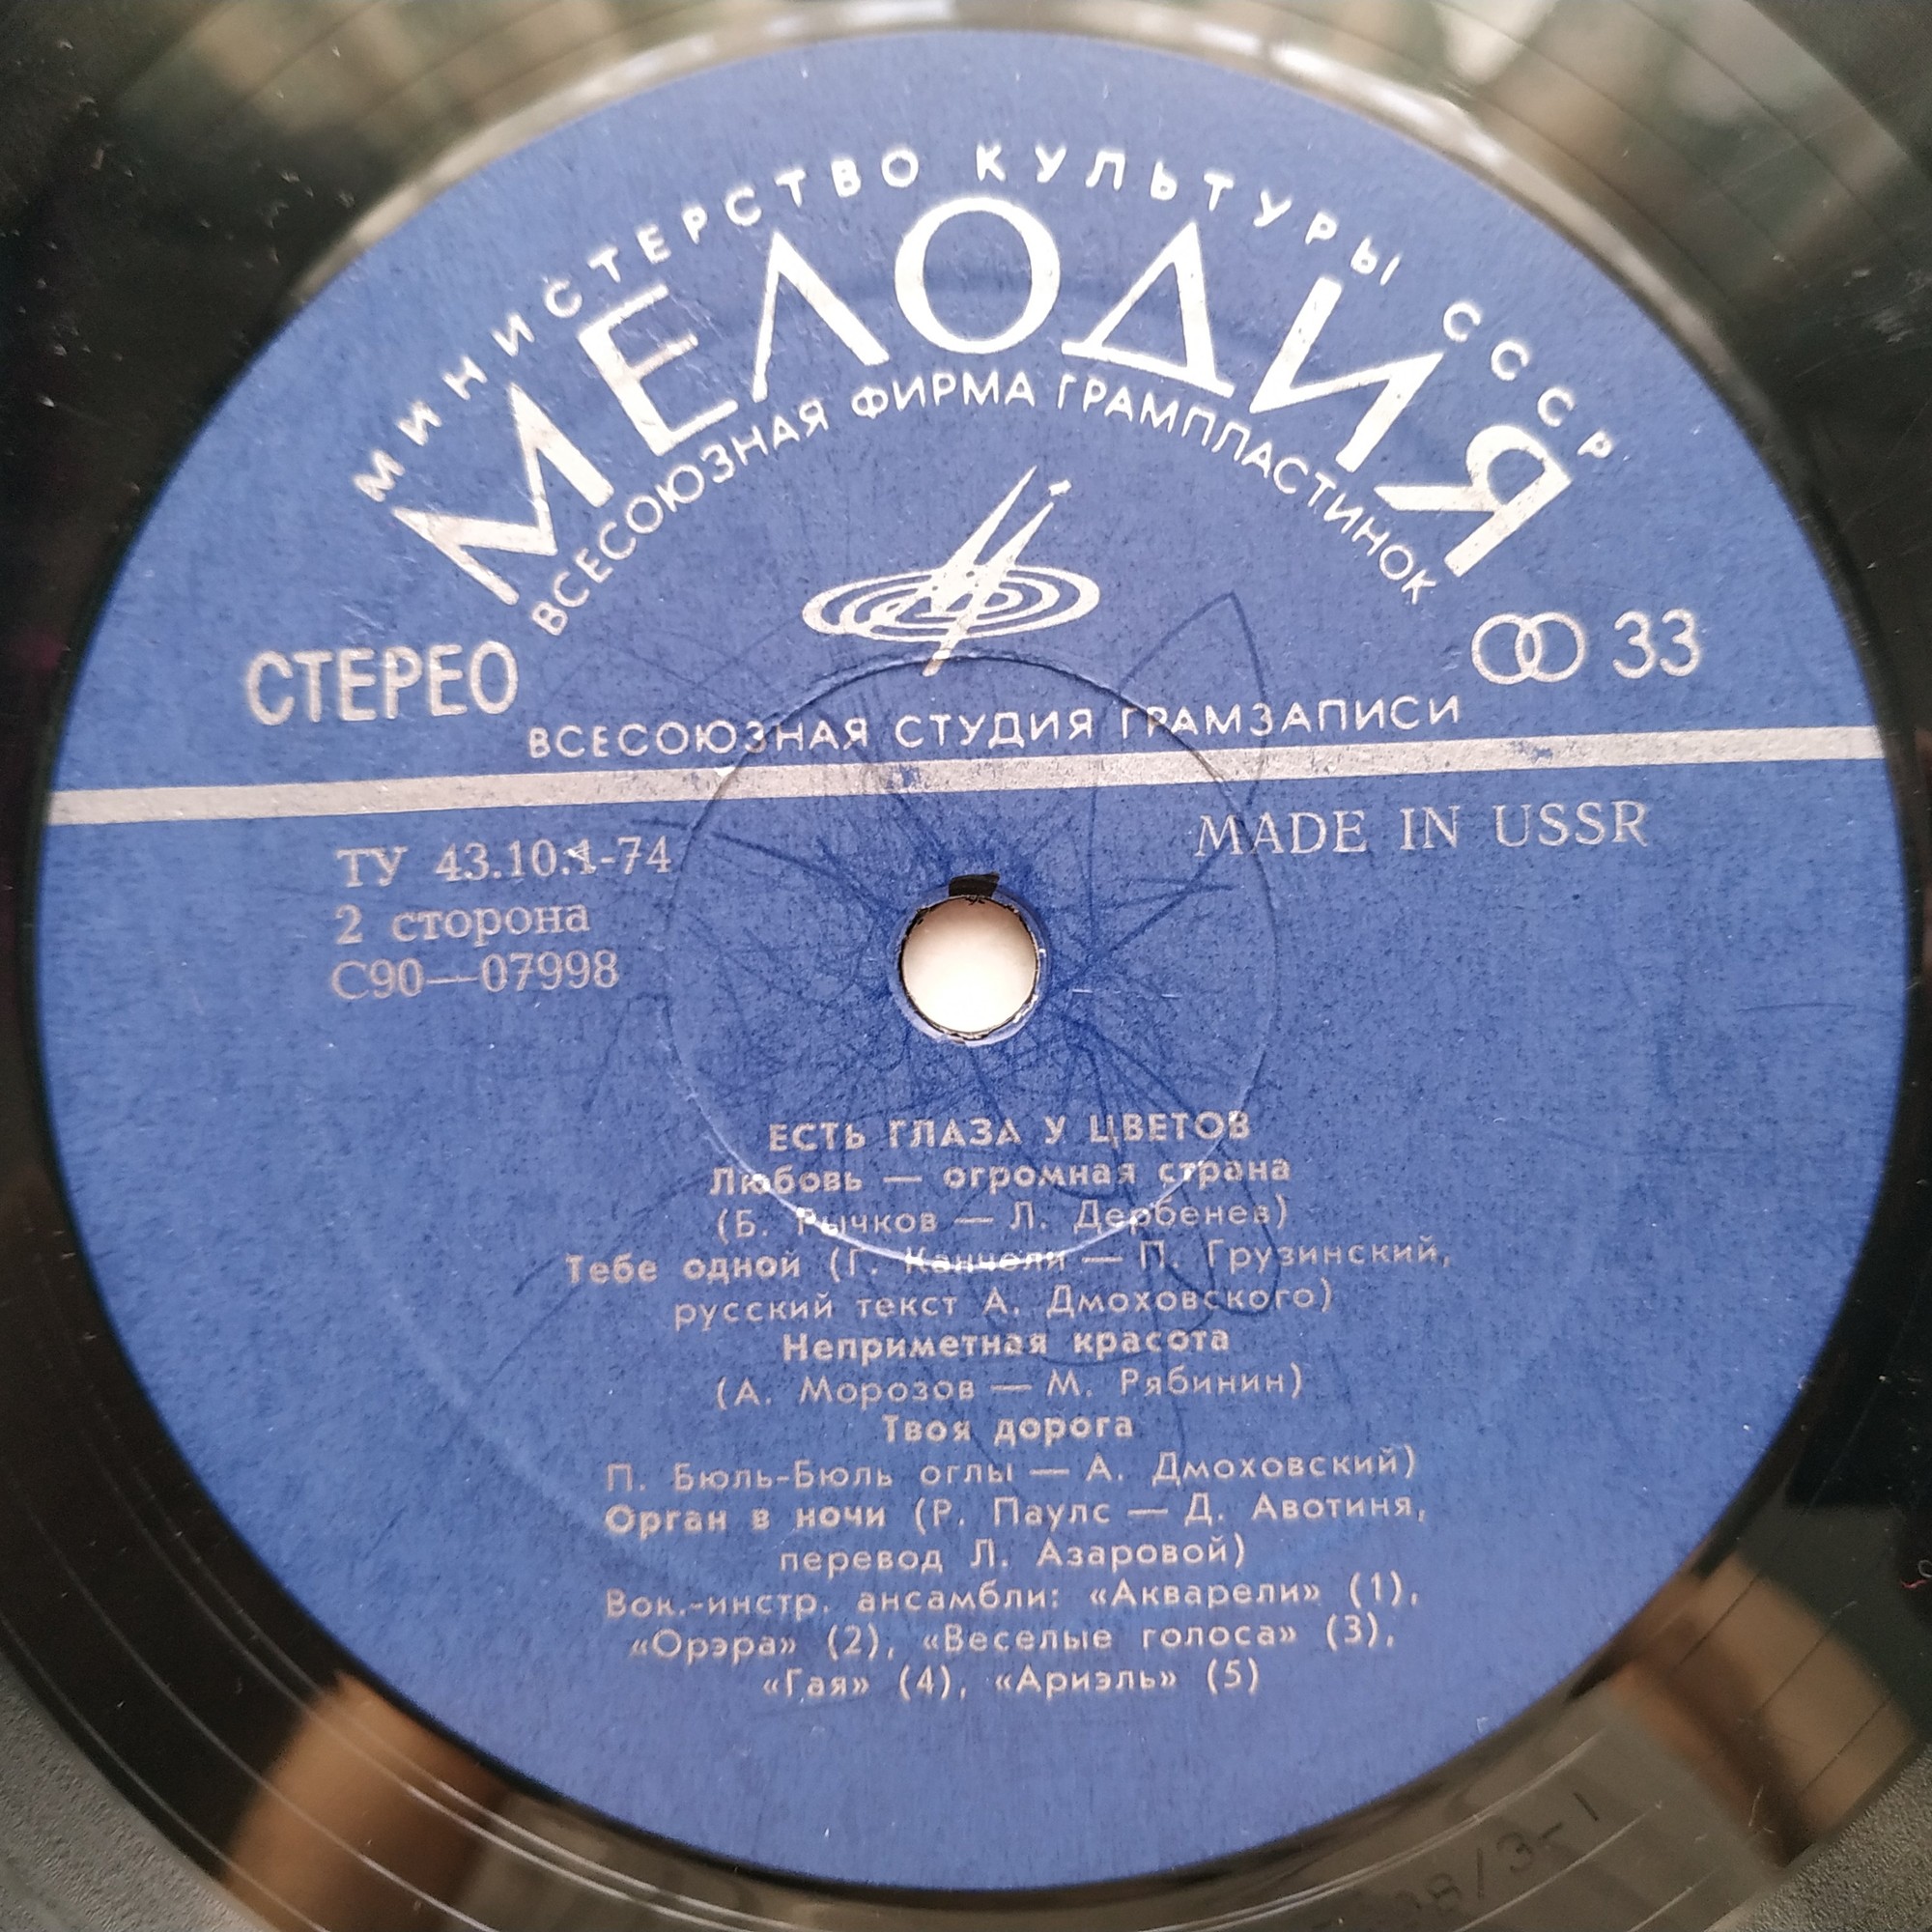 МИНИСТЕРСТВО КУЛЬТУРЫ СССР
МЕЛОДИЯ
ВСЕСОЮЗНАЯ ФИРМА ГРАМПЛАСТИНОК
СТЕРЕО
33
ВСЕСОЮЗНАЯ СТУДИЯ ГРАМЗАПИСИ
MADE IN USSR
ТУ 43.10.1-74
2 сторона
С90—07998
ЕСТЬ ГЛАЗА У ЦВЕТОВ
Любовь — огромная страна
(Б. Рычков — Л. Дербенев)
Тебе одной (Г. Канчели — П. Грузинский,
русский текст А. Дмоховского)
Неприметная красота
(А. Морозов — М. Рябинин)
Твоя дорога
П. Бюль-Бюль оглы — А. Дмоховский)
Орган в ночи (Р. Паулс — Д. Авотиня,
перевод Л. Азаровой)
Вок.-инстр. ансамбли: «Акварели» (1),
«Орэра» (2), «Веселые голоса» (3),
«Гая» (4), «Ариэль» (5)